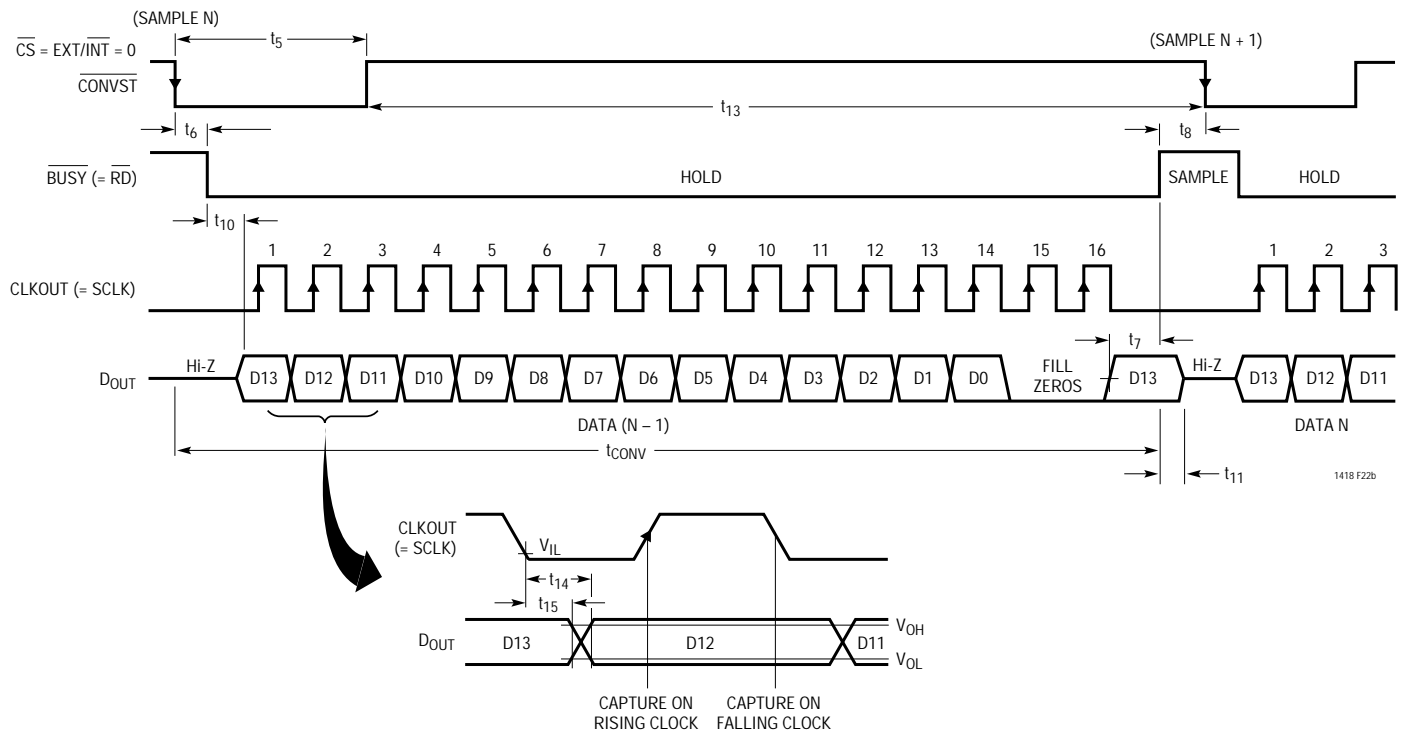 (SAMPLE N)
t5
CS = EXT/INT = 0
CONVST
(SAMPLE N + 1)
t13
t6
t8
BUSY (= RD)
HOLD
SAMPLE
HOLD
t10
1 2 3 4 5 6 7 8 9 10 11 12 13 14 15 16 1 2 3
CLKOUT (= SCLK)
t7
DOUT
Hi-Z
D13 D12 D11 D10 D9 D8 D7 D6 D5 D4 D3 D2 D1 D0
FILL
ZEROS
D13
Hi-Z
D13 D12 D11
DATA (N – 1)
DATA N
tCONV
t11
1418 F22b
CLKOUT
(= SCLK)
VIL
t14
t15
DOUT
D13
D12
D11
VOH
VOL
CAPTURE ON
RISING CLOCK
CAPTURE ON
FALLING CLOCK